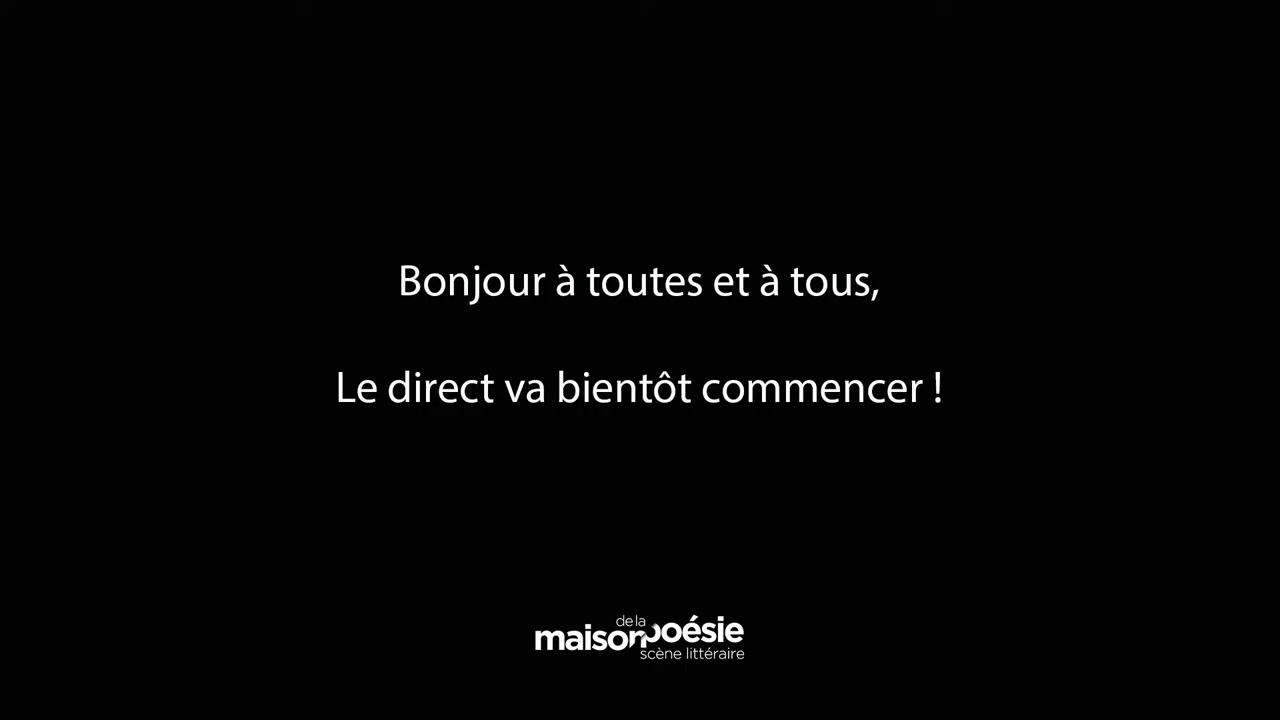 Bonjour à toutes et à tous,
Le direct va bientôt commencer !
de la
maison poésie
scène littéraire